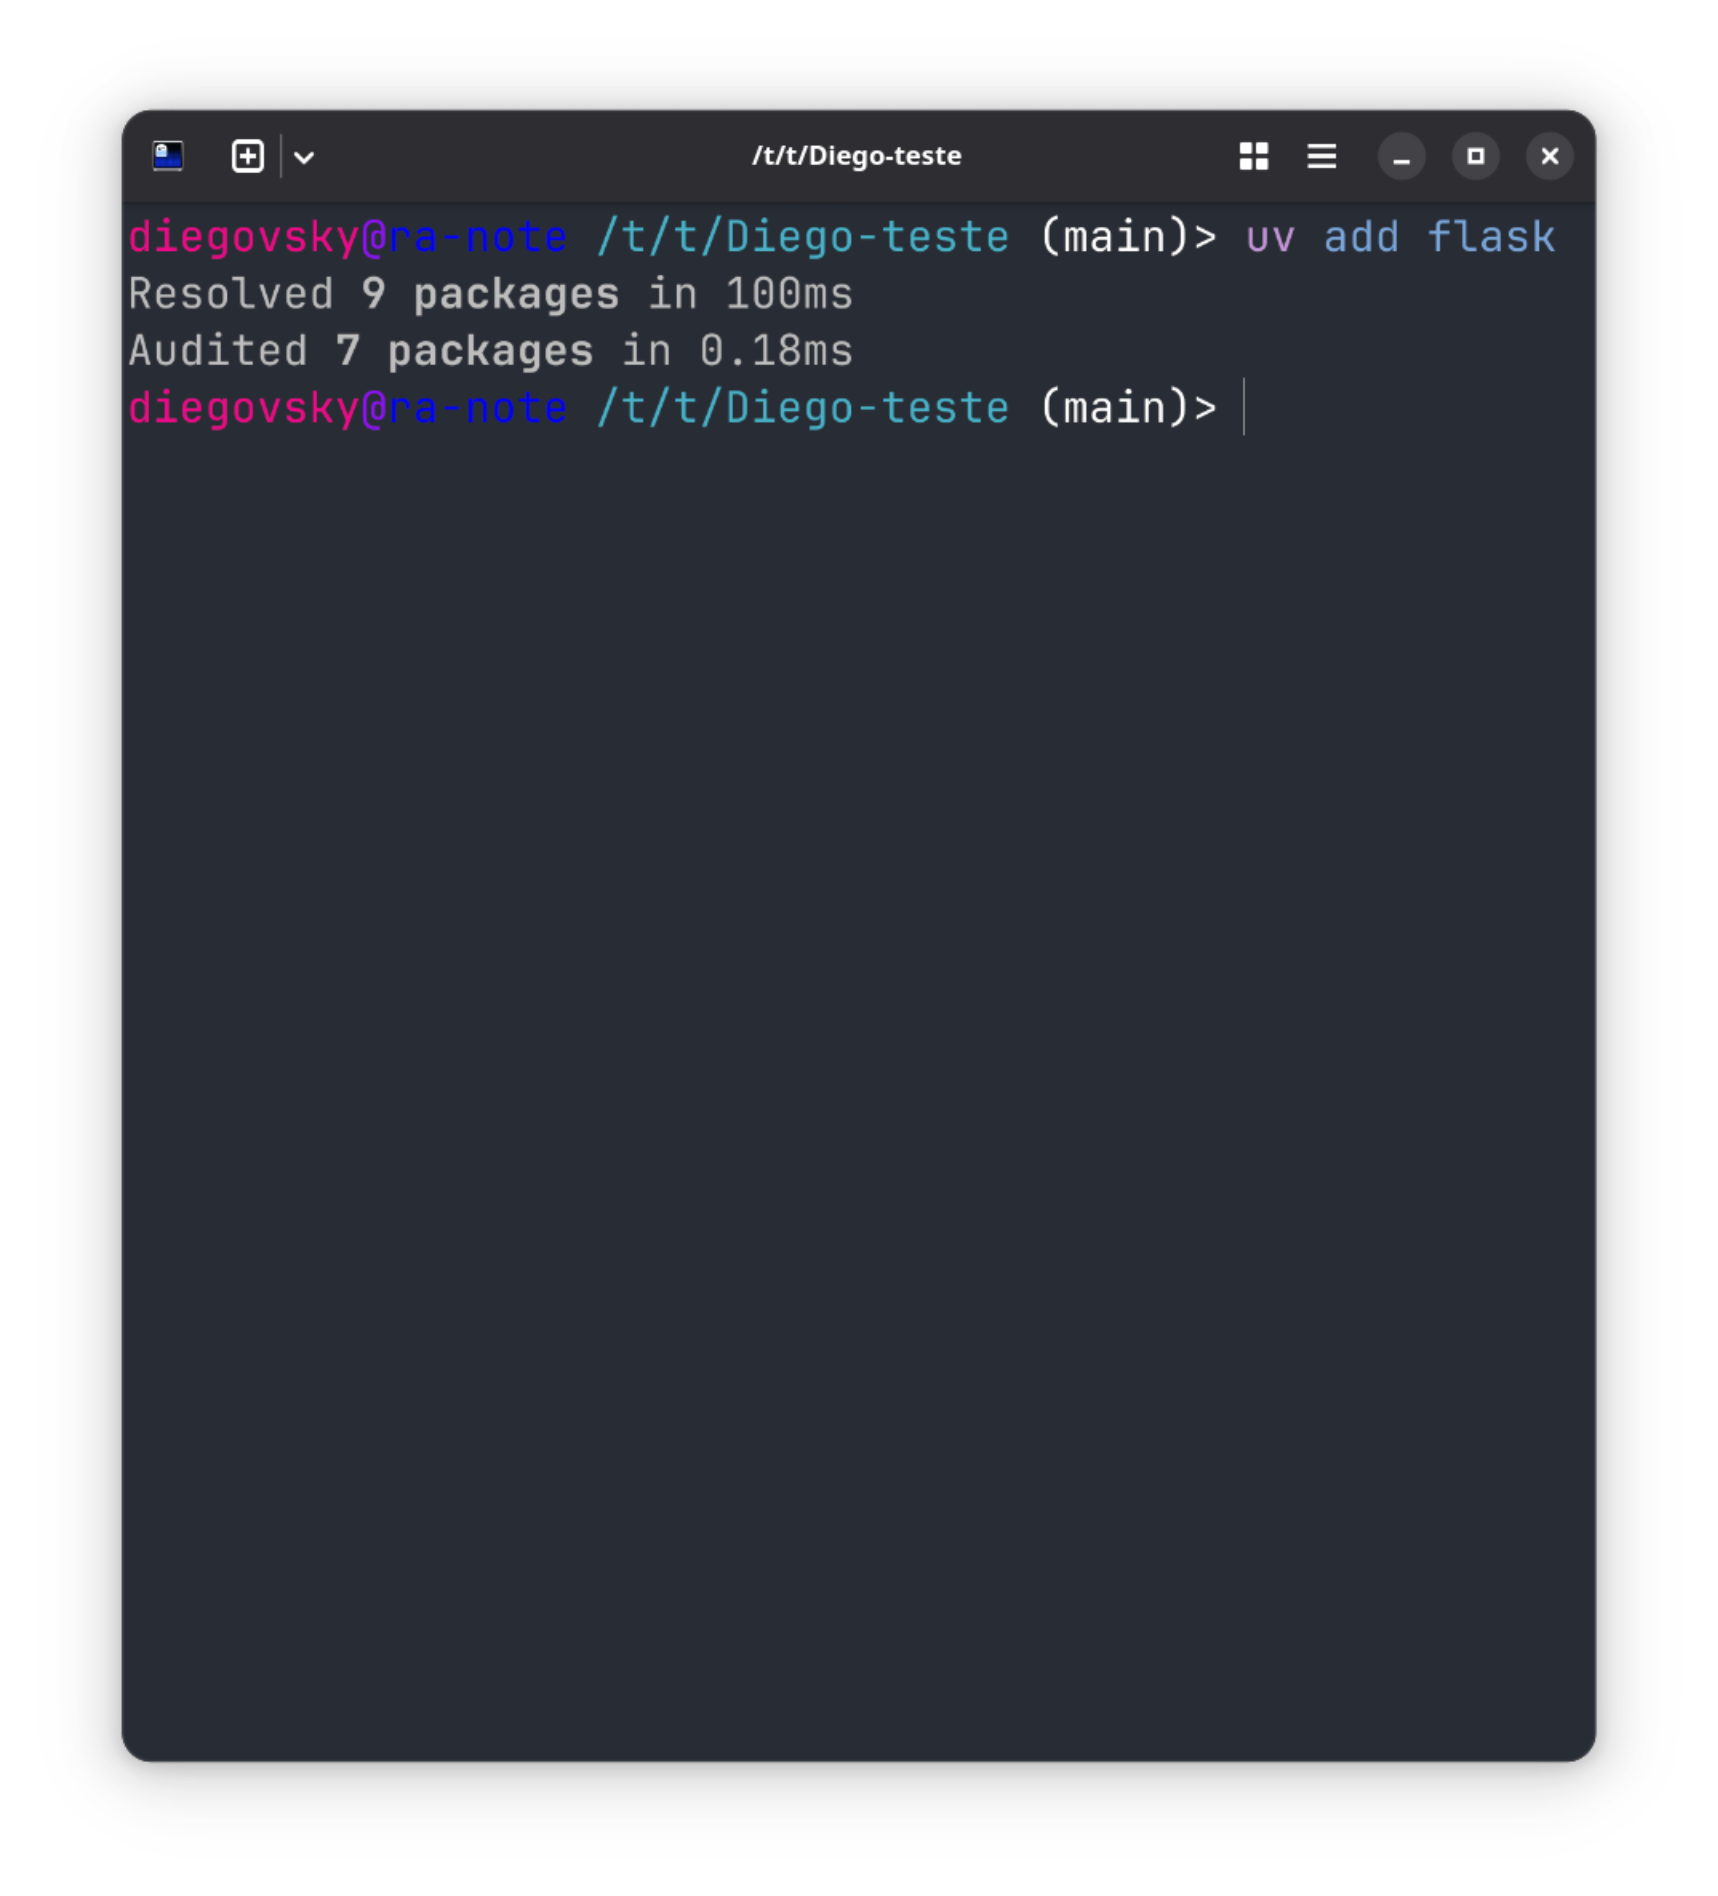 /t/t/Diego-teste
diegovsky@ra-note /t/t/Diego-teste (main)> uv add flask
Resolved 9 packages in 100ms
Audited 7 packages in 0.18ms
diegovsky@ra-note /t/t/Diego-teste (main)>